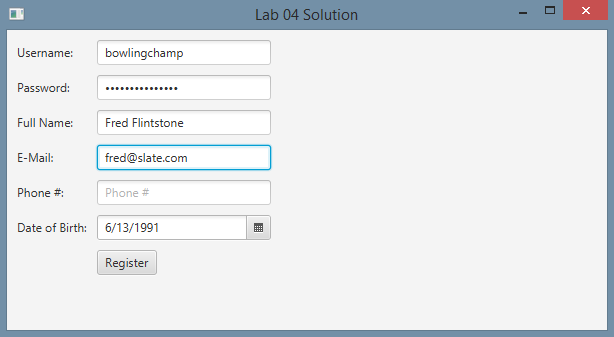 Lab 04 Solution
Username: bowlingchamp
Password: •••••••••••••••
Full Name: Fred Flintstone
E-Mail: fred@slate.com
Phone #: Phone #
Date of Birth: 6/13/1991
Register